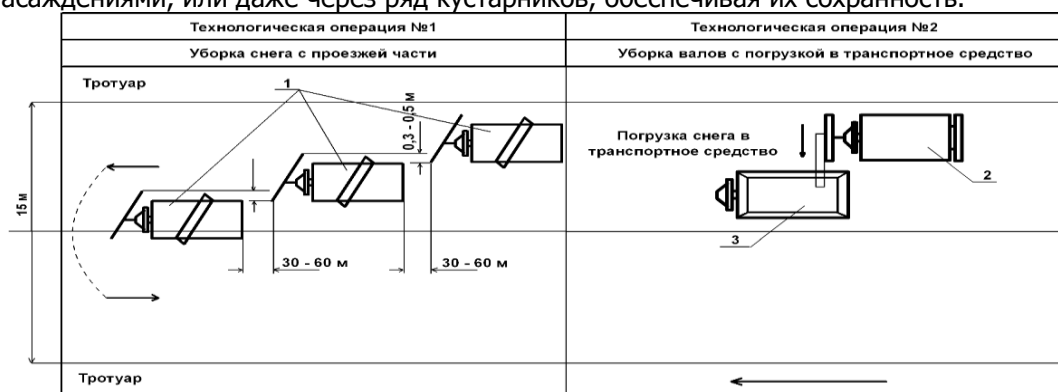 асаждениями, или даже через ряд кустарников, обеспечивая их сохранность.
Технологическая операция №1
Технологическая операция №2
Уборка снега с проезжей части
Уборка валов с погрузкой в транспортное средство
Тротуар
1
0,3 - 0,5 м
Погрузка снега в
транспортное средство
2
15 м
3
30 - 60 м
30 - 60 м
Тротуар